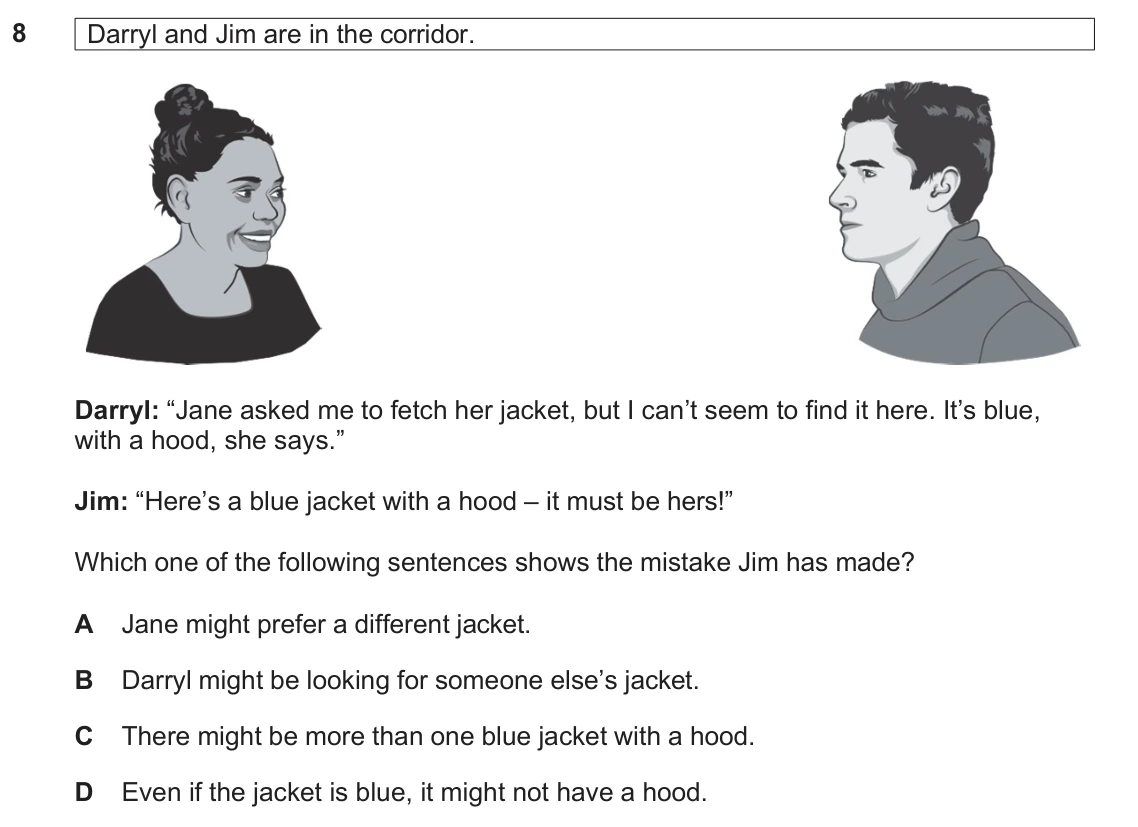 8 Darryl and Jim are in the corridor.
Darryl: “Jane asked me to fetch her jacket, but I can’t seem to find it here. It’s blue,
with a hood, she says.”
Jim: “Here’s a blue jacket with a hood – it must be hers!”
Which one of the following sentences shows the mistake Jim has made?
A Jane might prefer a different jacket.
B Darryl might be looking for someone else’s jacket.
C There might be more than one blue jacket with a hood.
D Even if the jacket is blue, it might not have a hood.